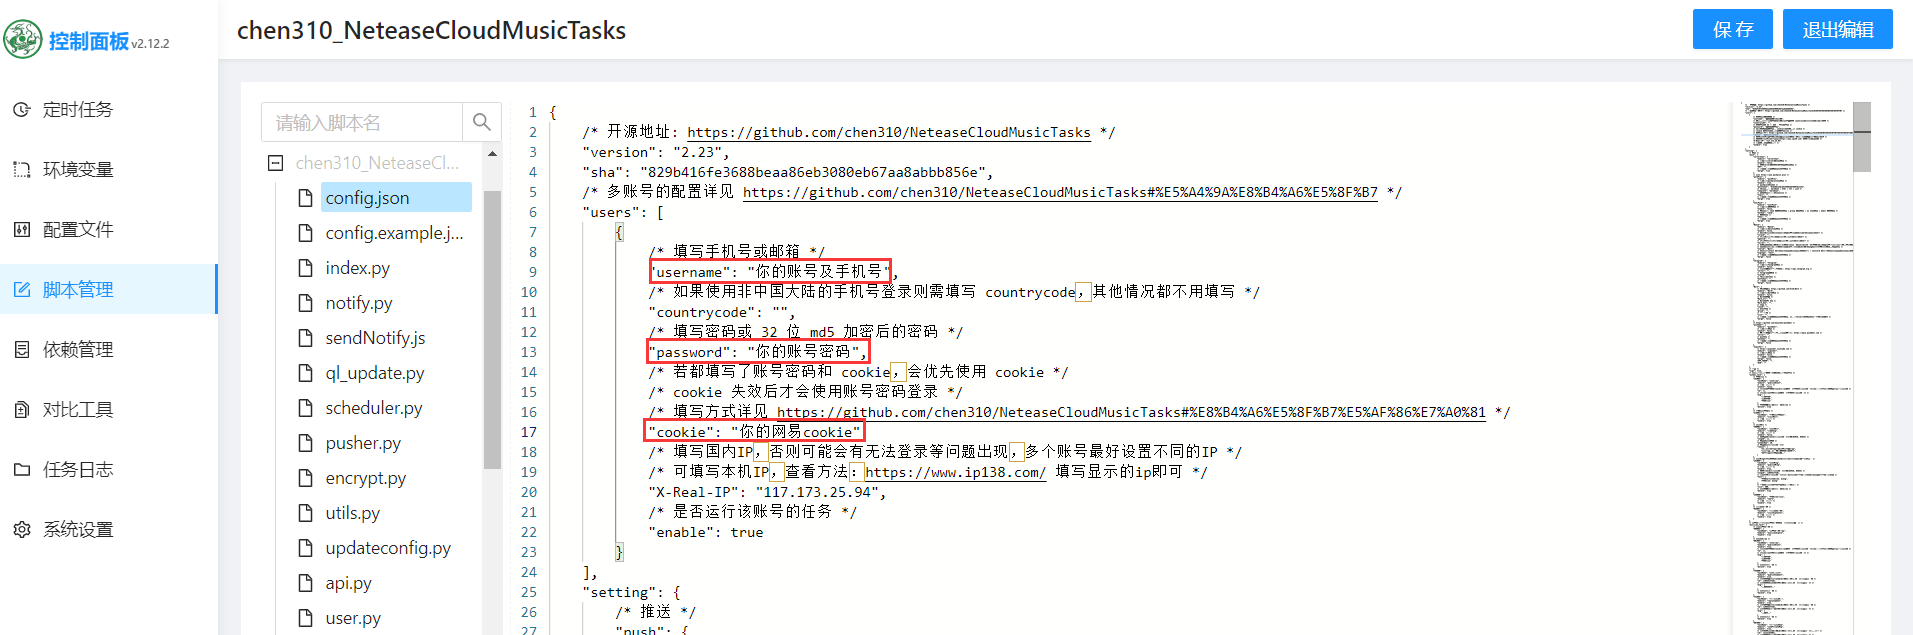 控制面板 v2.12.2
定时任务
环境变量
配置文件
脚本管理
依赖管理
对比工具
任务日志
系统设置
chen310_NeteaseCloudMusicTasks
保 存
退出编辑
请输入脚本名
chen310_NeteaseCl...
config.json
config.example.j...
index.py
notify.py
sendNotify.js
ql_update.py
scheduler.py
pusher.py
encrypt.py
utils.py
updateconfig.py
api.py
user.py
1 {
2 /* 开源地址: https://github.com/chen310/NeteaseCloudMusicTasks */
3 "version": "2.23",
4 "sha": "829b416fe3688beaa86eb3080eb67aa8abbb856e",
5 /* 多账号的配置详见 https://github.com/chen310/NeteaseCloudMusicTasks#%E5%A4%9A%E8%B4%A6%E5%8F%B7 */
6 "users": [
7 {
8 /* 填写手机号或邮箱 */
9 "username": "你的账号及手机号",
10 /* 如果使用非中国大陆的手机号登录则需填写 countrycode，其他情况都不用填写 */
11 "countrycode": "",
12 /* 填写密码或 32 位 md5 加密后的密码 */
13 "password": "你的账号密码",
14 /* 若都填写了账号密码和 cookie，会优先使用 cookie */
15 /* cookie 失效后才会使用账号密码登录 */
16 /* 填写方式详见 https://github.com/chen310/NeteaseCloudMusicTasks#%E8%B4%A6%E5%8F%B7%E5%AF%86%E7%A0%81 */
17 "cookie": "你的网易cookie"
18 /* 填写国内IP，否则可能会有无法登录等问题出现，多个账号最好设置不同的IP */
19 /* 可填写本机IP，查看方法：https://www.ip138.com/ 填写显示的ip即可 */
20 "X-Real-IP": "117.173.25.94",
21 /* 是否运行该账号的任务 */
22 "enable": true
23 }
24 ],
25 "setting": {
26 /* 推送 */
27 "push": {